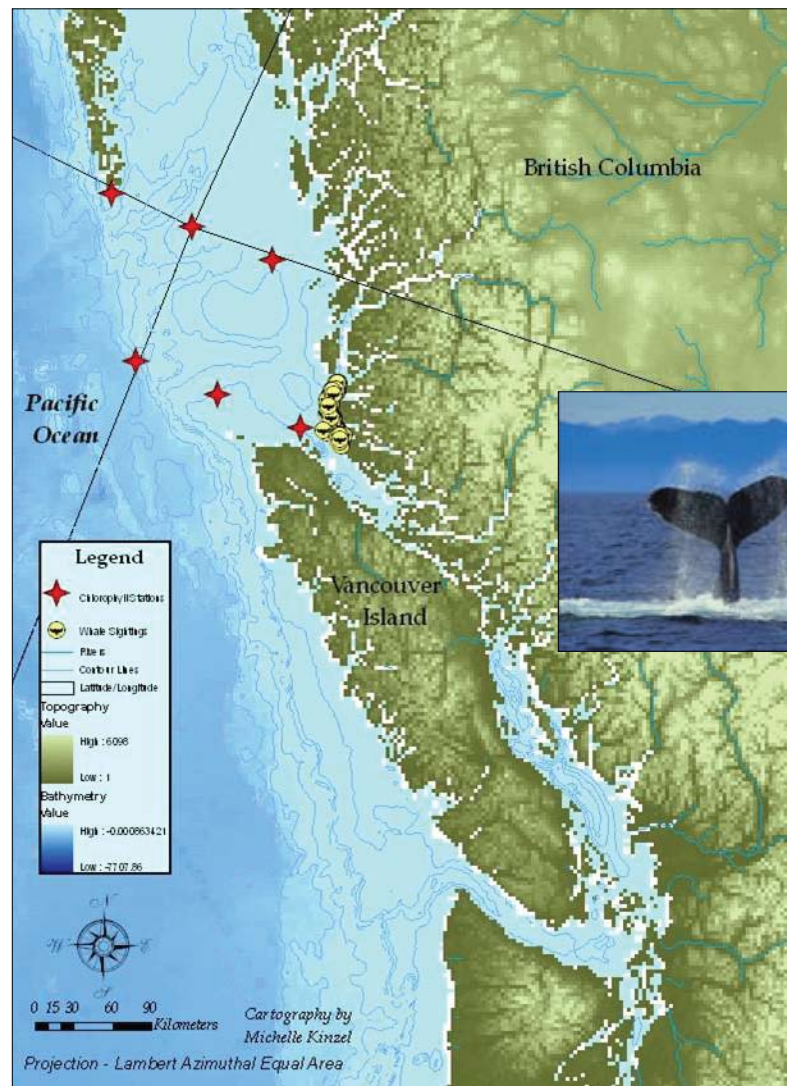 British Columbia
Pacific
Ocean
Vancouver
Island
Legend
Chlorophyll Stations
Whale Sightings
Rivers
Contour Lines
Latitude/Longitude
Topography
Value
High : 6098
Low : 1
Bathymetry
Value
High : -0.000863421
Low : -7707.86
N
W
E
S
0 15 30 60 90
Kilometers
Cartography by
Michelle Kinzel
Projection - Lambert Azimuthal Equal Area